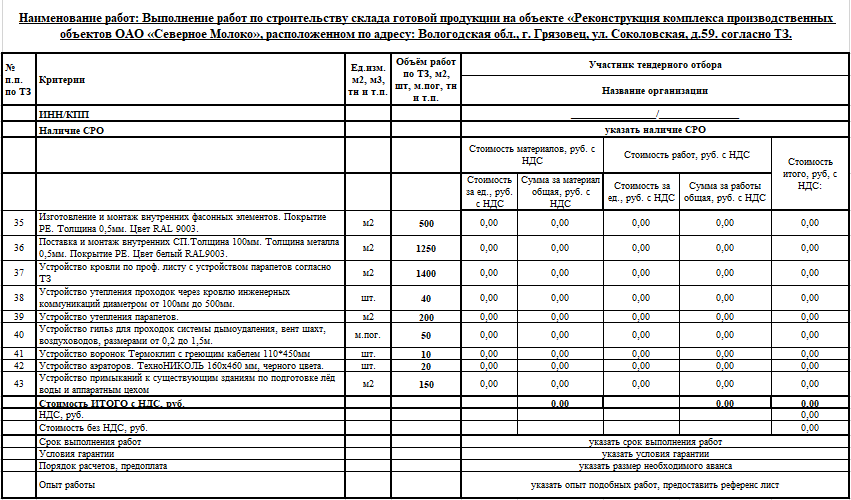 Наименование работ: Выполнение работ по строительству склада готовой продукции на объекте «Реконструкция комплекса производственных
объектов ОАО «Северное Молоко», расположенном по адресу: Вологодская обл., г. Грязовец, ул. Соколовская, д.59. согласно ТЗ.
№ п.п. по ТЗ Критерии Ед.изм. м2, м3, тн и т.п. Объём работ по ТЗ, м2, шт, м.пог, тн и т.п. Участник тендерного отбора
Название организации
ИНН/КПП ________________/________________
Наличие СРО указать наличие СРО
Стоимость материалов, руб. с НДС Стоимость работ, руб. с НДС Стоимость итого, руб, с НДС:
Стоимость за ед., руб. с НДС Сумма за материал общая, руб. с НДС Стоимость за ед., руб. с НДС Сумма за работы общая, руб. с НДС
35 Изготовление и монтаж внутренних фасонных элементов. Покрытие РЕ. Толщина 0,5мм. Цвет RAL 9003. м2 500 0,00 0,00 0,00 0,00 0,00
36 Поставка и монтаж внутренних СП.Толщина 100мм. Толщина металла 0,5мм. Покрытие РЕ. Цвет белый RAL9003. м2 1250 0,00 0,00 0,00 0,00 0,00
37 Устройство кровли по проф. листу с устройством парапетов согласно ТЗ м2 1400 0,00 0,00 0,00 0,00 0,00
38 Устройство утепления проходок через кровлю инженерных коммуникаций диаметром от 100мм до 500мм. шт. 40 0,00 0,00 0,00 0,00 0,00
39 Устройство утепления парапетов. м2 200 0,00 0,00 0,00 0,00 0,00
40 Устройство гильз для проходок системы дымоудаления, вент шахт, воздуховодов, размерами от 0,2 до 1,5м. м.пог. 50 0,00 0,00 0,00 0,00 0,00
41 Устройство воронок Термоклип с греющим кабелем 110*450мм шт. 10 0,00 0,00 0,00 0,00 0,00
42 Устройство аэраторов. ТехноНИКОЛЬ 160х460 мм, черного цвета. шт. 20 0,00 0,00 0,00 0,00 0,00
43 Устройство примыканий к существующим зданиям по подготовке лёд воды и аппаратным цехом м2 150 0,00 0,00 0,00 0,00 0,00
Стоимость ИТОГО с НДС, руб. 0,00 0,00 0,00
НДС, руб. 0,00
Стоимость без НДС, руб. 0,00
Срок выполнения работ указать срок выполнения работ
Условия гарантии указать условия гарантии
Порядок расчетов, предоплата указать размер необходимого аванса
Опыт работы указать опыт подобных работ, предоставить референс лист